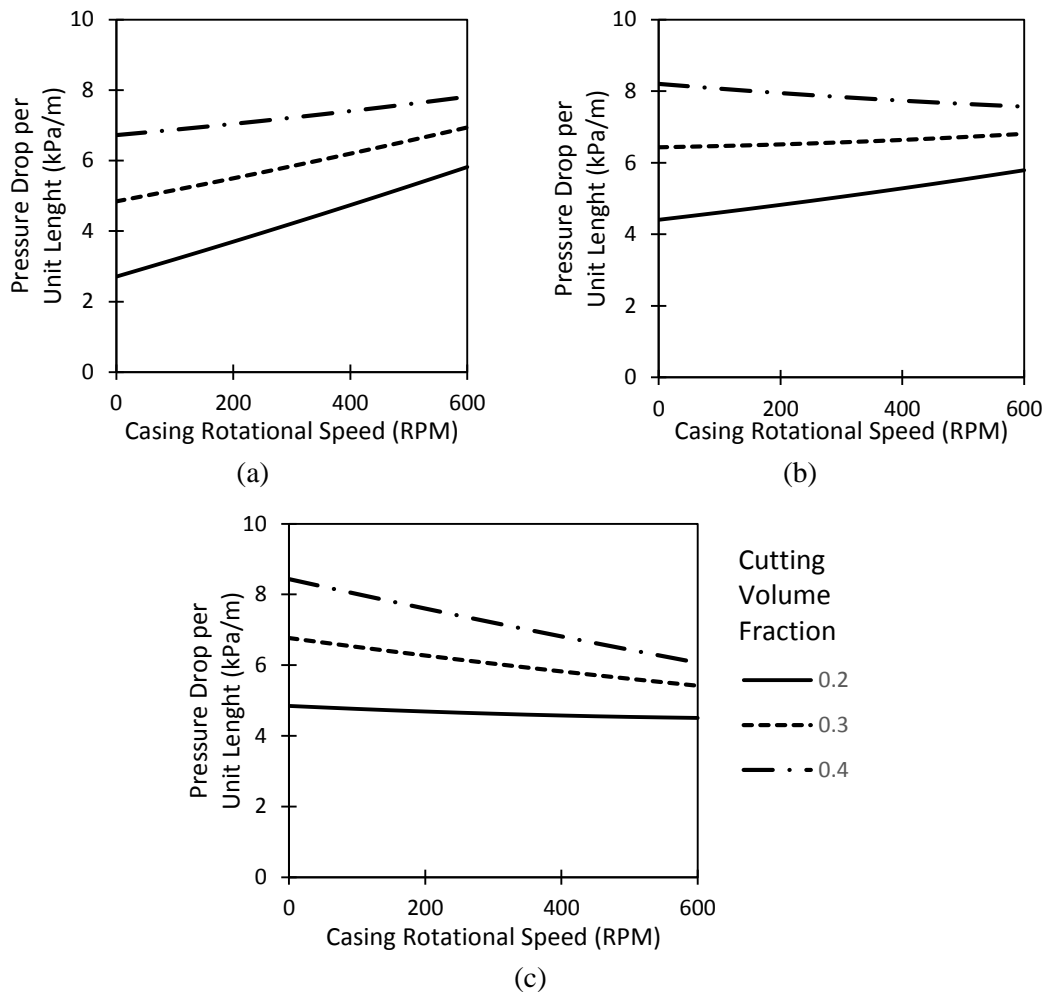 10
8
6
4
2
0
Pressure Drop per
Unit Lenght (kPa/m)
0 200 400 600
Casing Rotational Speed (RPM)
(a)
10
8
6
4
2
0
Pressure Drop per
Unit Lenght (kPa/m)
0 200 400 600
Casing Rotational Speed (RPM)
(b)
10
8
6
4
2
0
Pressure Drop per
Unit Lenght (kPa/m)
0 200 400 600
Casing Rotational Speed (RPM)
(c)
Cutting
Volume
Fraction
0.2
0.3
0.4